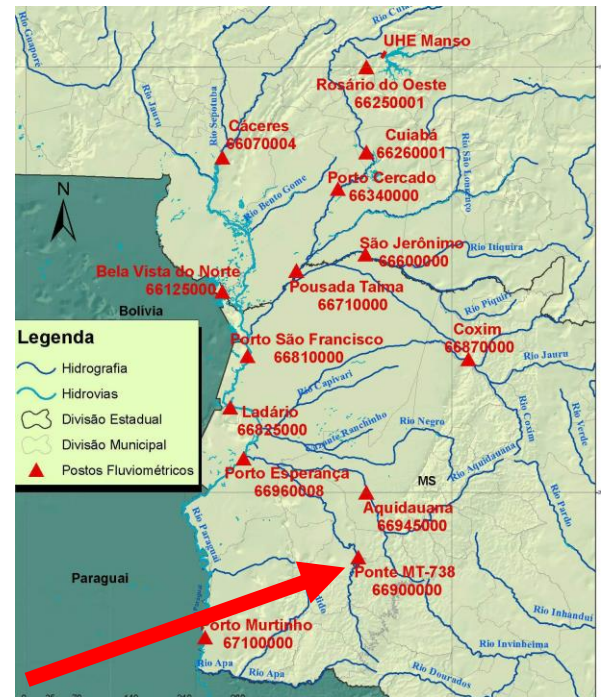 Rio Guaporé
Rio Jauru
Rio Sepotuba
UHE Manso
Rosário do Oeste
66250001
Cáceres
66070004
Cuiabá
66260001
Rio São Lourenço
Porto Cercado
66340000
N
Rio Bento Gome
São Jerônimo
66600000
Rio Itiquira
Bela Vista do Norte
66125000
Pousada Taima
66710000
Rio Piquiri
Bolívia
Legenda
Hidrografia
Hidrovias
Divisão Estadual
Divisão Municipal
Postos Fluviométricos
Porto São Francisco
66810000
Coxim
66870000
Rio Jauru
Rio Capivari
Ladário
66825000
Rio Negro
Rio Coxim
Rio Verde
Porto Esperança
66960008
MS
Rio Aquidauana
Aquidauana
66945000
Rio Pardo
Rio Paraguai
Paraguai
Ponte MT-738
66900000
Rio Inhandui
Porto Murtinho
67100000
Rio Invinheima
Rio Apa
Rio Apa
Rio Dourados